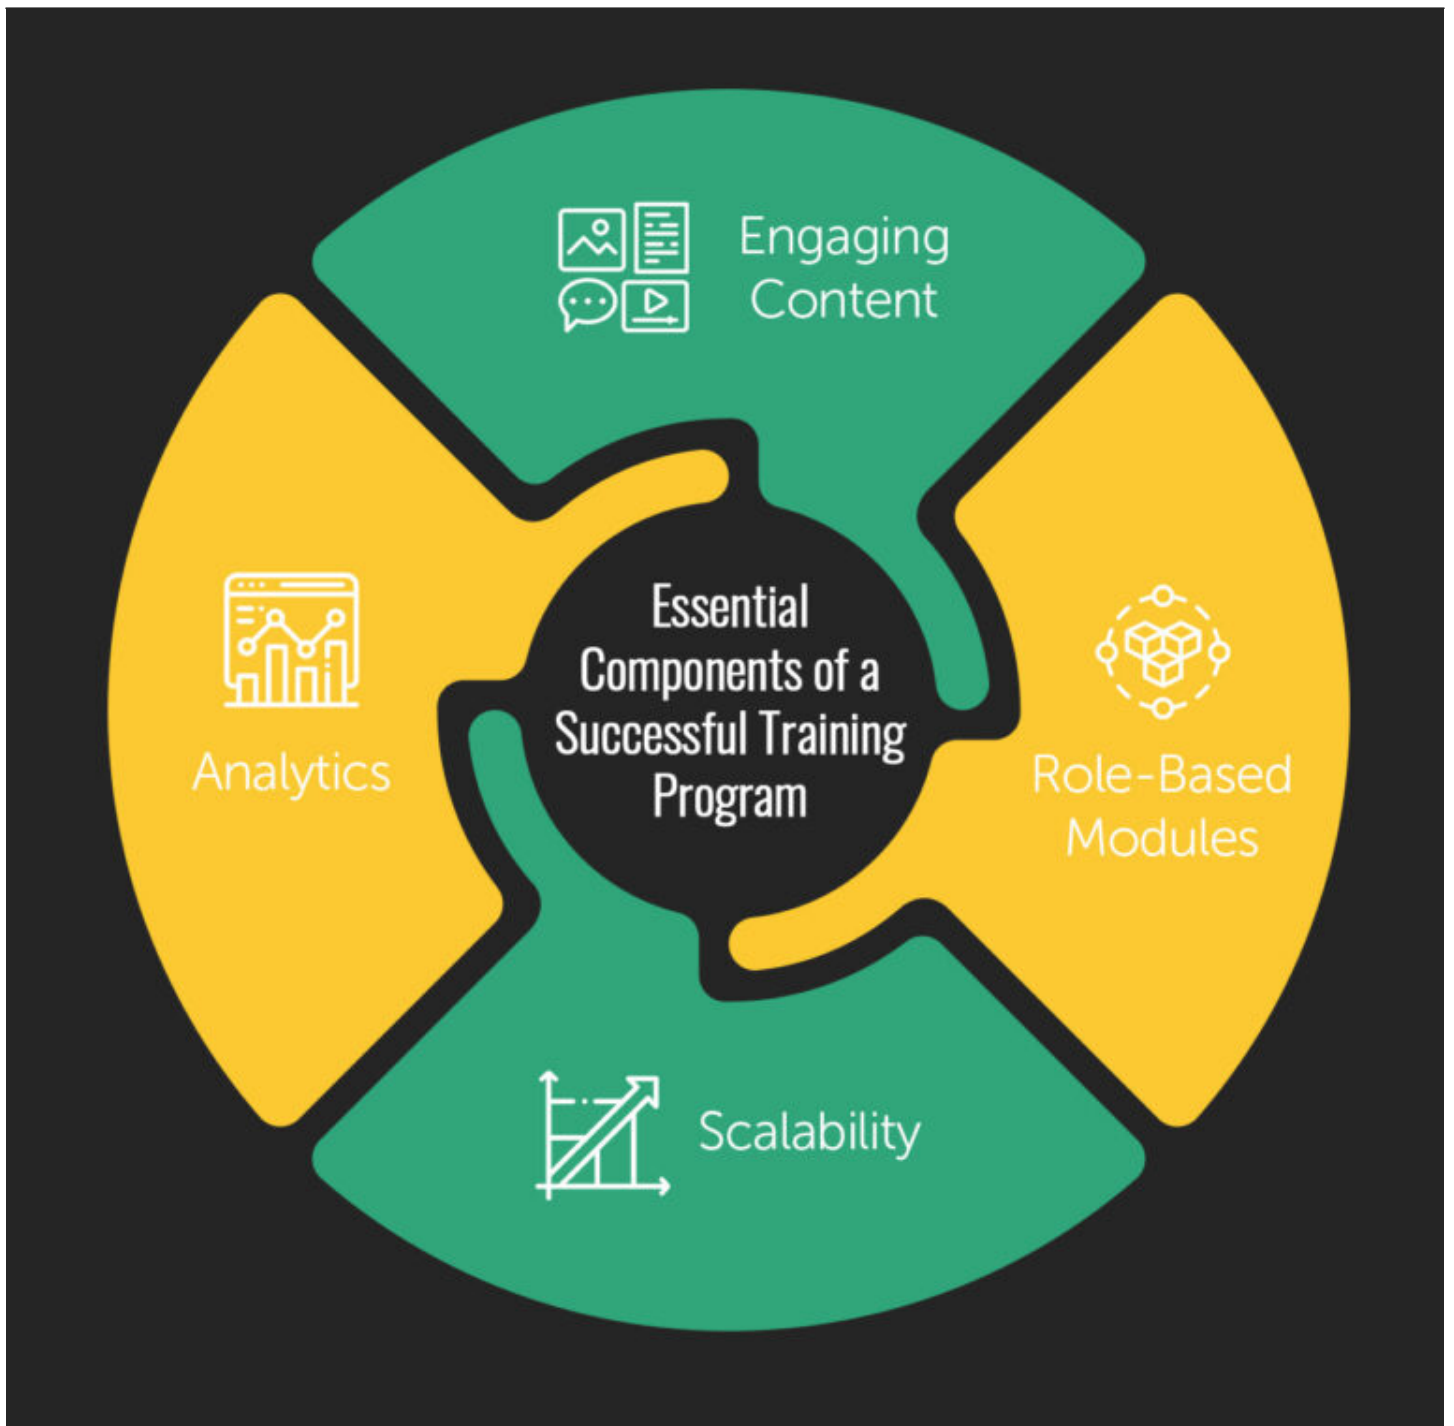 Engaging
Content
Essential
Components of a
Successful Training
Program
Analytics
Role-Based
Modules
Scalability